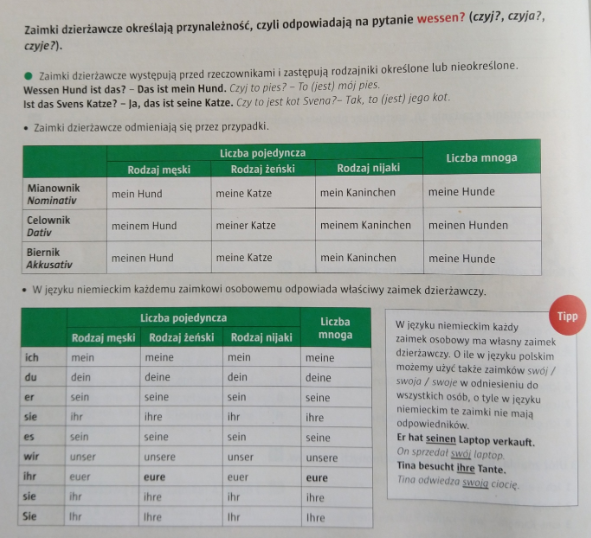 Zaimki dzierżawcze określają przynależność, czyli odpowiadają na pytanie wessen? (czyj?, czyja?,
czyje?).
Zaimki dzierżawcze występują przed rzeczownikami i zastępują rodzajniki określone lub nieokreślone.
Wessen Hund ist das? – Das ist mein Hund. Czyj to pies? – To (jest) mój pies.
Ist das Svens Katze? – Ja, das ist seine Katze. Czy to jest kot Svena?– Tak, to (jest) jego kot.
• Zaimki dzierżawcze odmieniają się przez przypadki.
Liczba pojedyncza Liczba mnoga
Rodzaj męski Rodzaj żeński Rodzaj nijaki
Mianownik
Nominativ mein Hund meine Katze mein Kaninchen meine Hunde
Celownik
Dativ meinem Hund meiner Katze meinem Kaninchen meinen Hunden
Biernik
Akkusativ meinen Hund meine Katze mein Kaninchen meine Hunde
• W języku niemieckim każdemu zaimkowi osobowemu odpowiada właściwy zaimek dzierżawczy.
Liczba pojedyncza Liczba
mnoga
Rodzaj męski Rodzaj żeński Rodzaj nijaki
ich mein meine mein meine
du dein deine dein deine
er sein seine sein seine
sie ihr ihre ihr ihre
es sein seine sein seine
wir unser unsere unser unsere
ihr euer eure euer eure
sie ihr ihre ihr ihre
Sie Ihr Ihre Ihr Ihre
Tipp
W języku niemieckim każdy
zaimek osobowy ma własny zaimek
dzierżawczy. O ile w języku polskim
możemy użyć także zaimków swój /
swoja / swoje w odniesieniu do
wszystkich osób, o tyle w języku
niemieckim te zaimki nie mają
odpowiedników.
Er hat seinen Laptop verkauft.
On sprzedał swój laptop.
Tina besucht ihre Tante.
Tina odwiedza swoją ciocię.